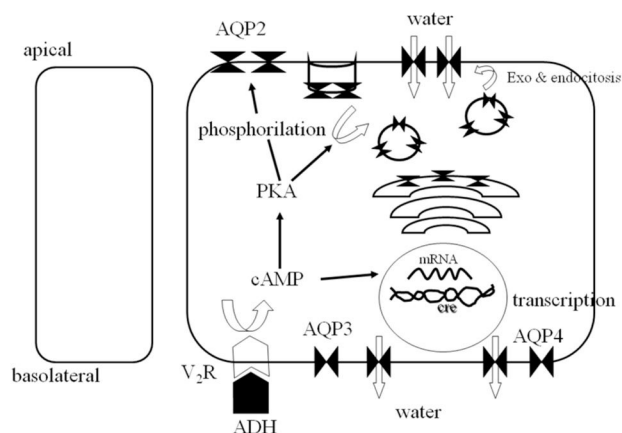 AQP2
water
apical
Exo & endocitosis
phosphorilation
PKA
mRNA
cAMP
cre
transcription
AQP3
AQP4
V2R
basolateral
water
ADH